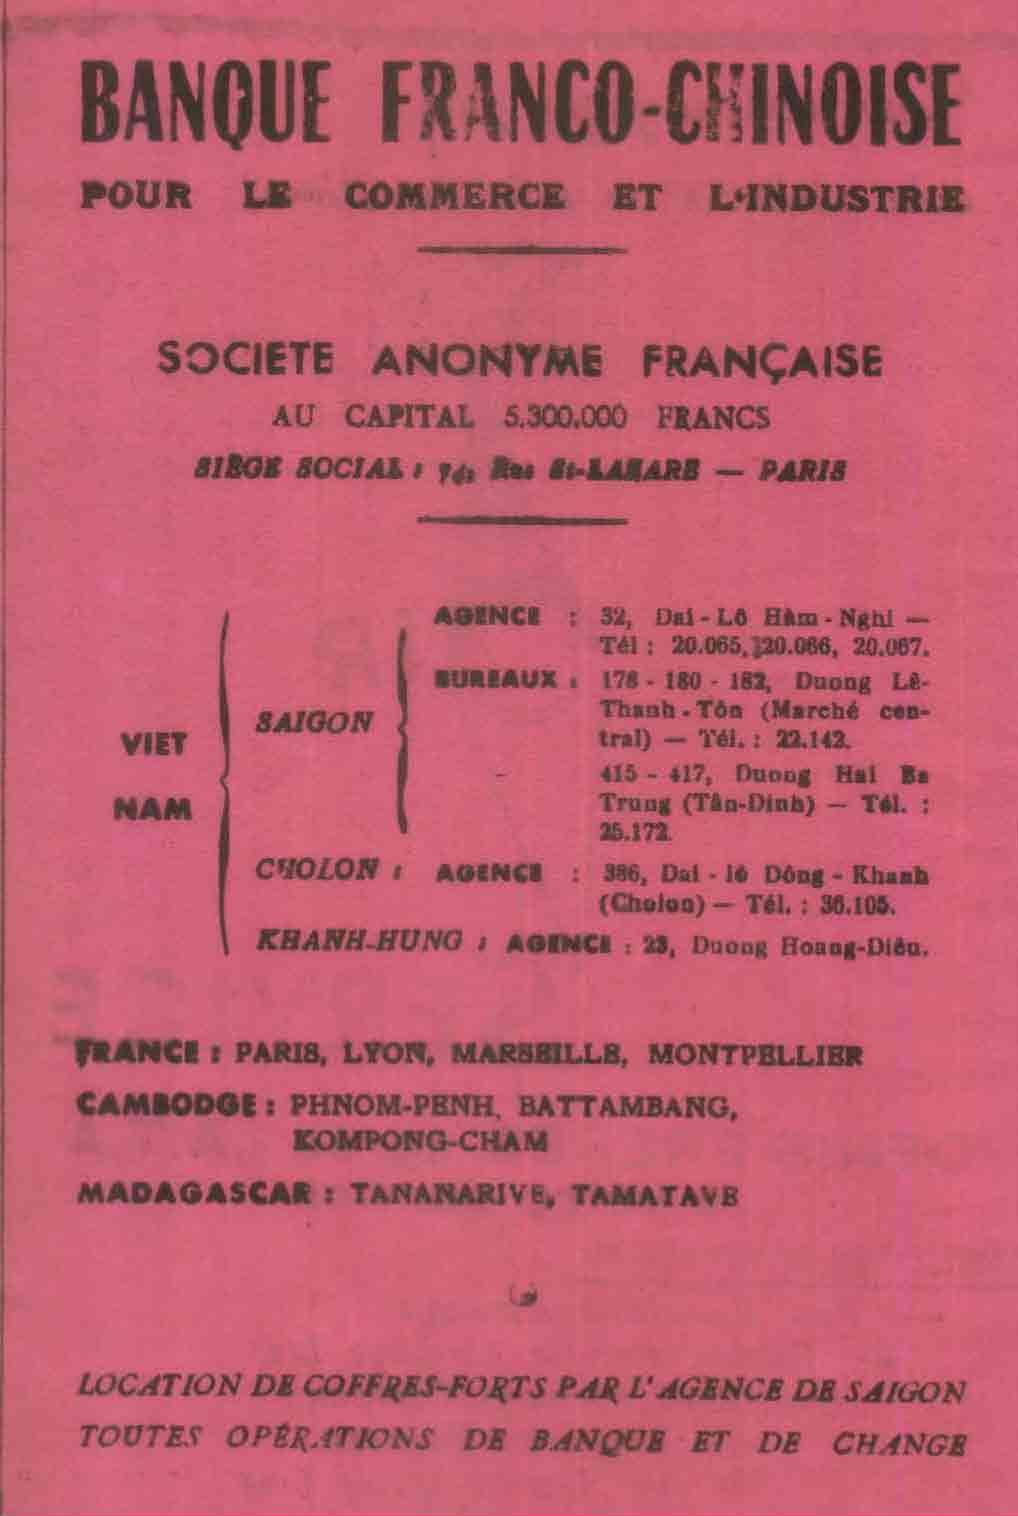 BANQUE FRANCO-CHINOISE
POUR LE COMMERCE ET L'INDUSTRIE
SOCIETE ANONYME FRANÇAISE
AU CAPITAL 5.300.000 FRANCS
SIÈGE SOCIAL : Rue St-LAZARE — PARIS
VIET
NAM
SAIGON
AGENCE : 32, Dai-Lô Hàm-Nghi —
Tél : 20.065, 20.066, 20.067.
BUREAUX : 178 - 180 - 182, Duong Lê-
Thanh-Tôn (Marché cen-
tral) — Tél. : 22.142.
415 - 417, Duong Hai Ba
Trung (Tân-Dinh) — Tél. :
25.172.
CHOLON : AGENCE : 386, Dai-lô Dông-Khanh
(Cholon) — Tél. : 36.105.
KHANH-HUNG : AGENCE : 23, Duong Hoang-Diêu.
FRANCE : PARIS, LYON, MARSEILLE, MONTPELLIER
CAMBODGE : PHNOM-PENH, BATTAMBANG,
KOMPONG-CHAM
MADAGASCAR : TANANARIVE, TAMATAVE
LOCATION DE COFFRES-FORTS PAR L'AGENCE DE SAIGON
TOUTES OPÉRATIONS DE BANQUE ET DE CHANGE